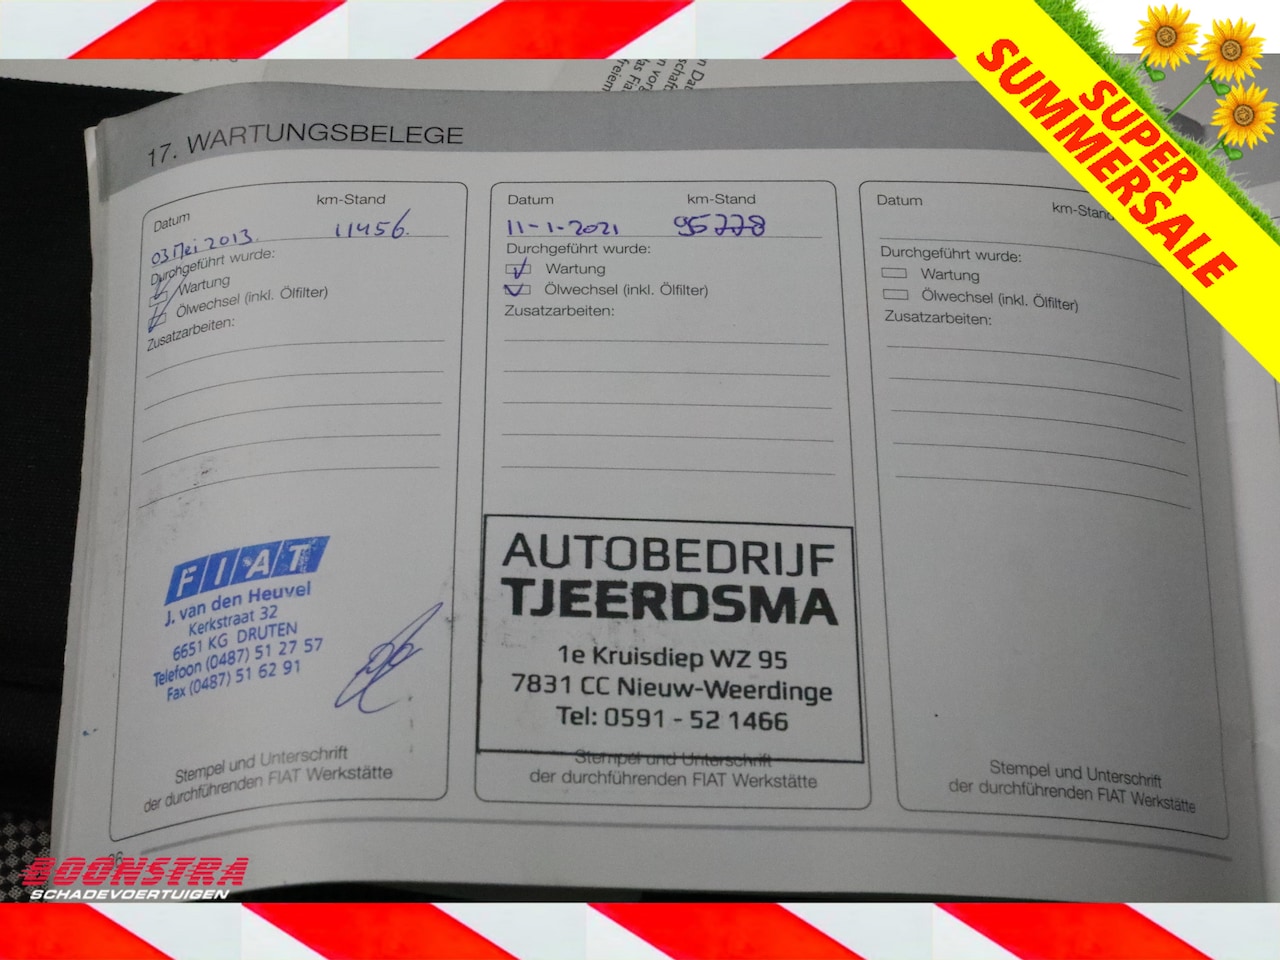 17. WARTUNGSBELEGE
Datum km-Stand
03 Mei 2013. 11456.
Durchgeführt wurde:
Wartung
Ölwechsel (inkl. Ölfilter)
Zusatzarbeiten:
FIAT
J. van den Heuvel
Kerkstraat 32
6651 KG DRUTEN
Telefoon (0487) 51 27 57
Fax (0487) 51 62 91
Stempel und Unterschrift
der durchführenden FIAT Werkstätte
Datum km-Stand
11-1-2021 95778
Durchgeführt wurde:
Wartung
Ölwechsel (inkl. Ölfilter)
Zusatzarbeiten:
AUTOBEDRIJF
TJEERDSMA
1e Kruisdiep WZ 95
7831 CC Nieuw-Weerdinge
Tel: 0591 - 52 1466
Stempel und Unterschrift
der durchführenden FIAT Werkstätte
Datum km-Stand
Durchgeführt wurde:
Wartung
Ölwechsel (inkl. Ölfilter)
Zusatzarbeiten:
Stempel und Unterschrift
der durchführenden FIAT Werkstätte
SUPER
SUMMERSALE
BOONSTRA
SCHADEVOERTUIGEN